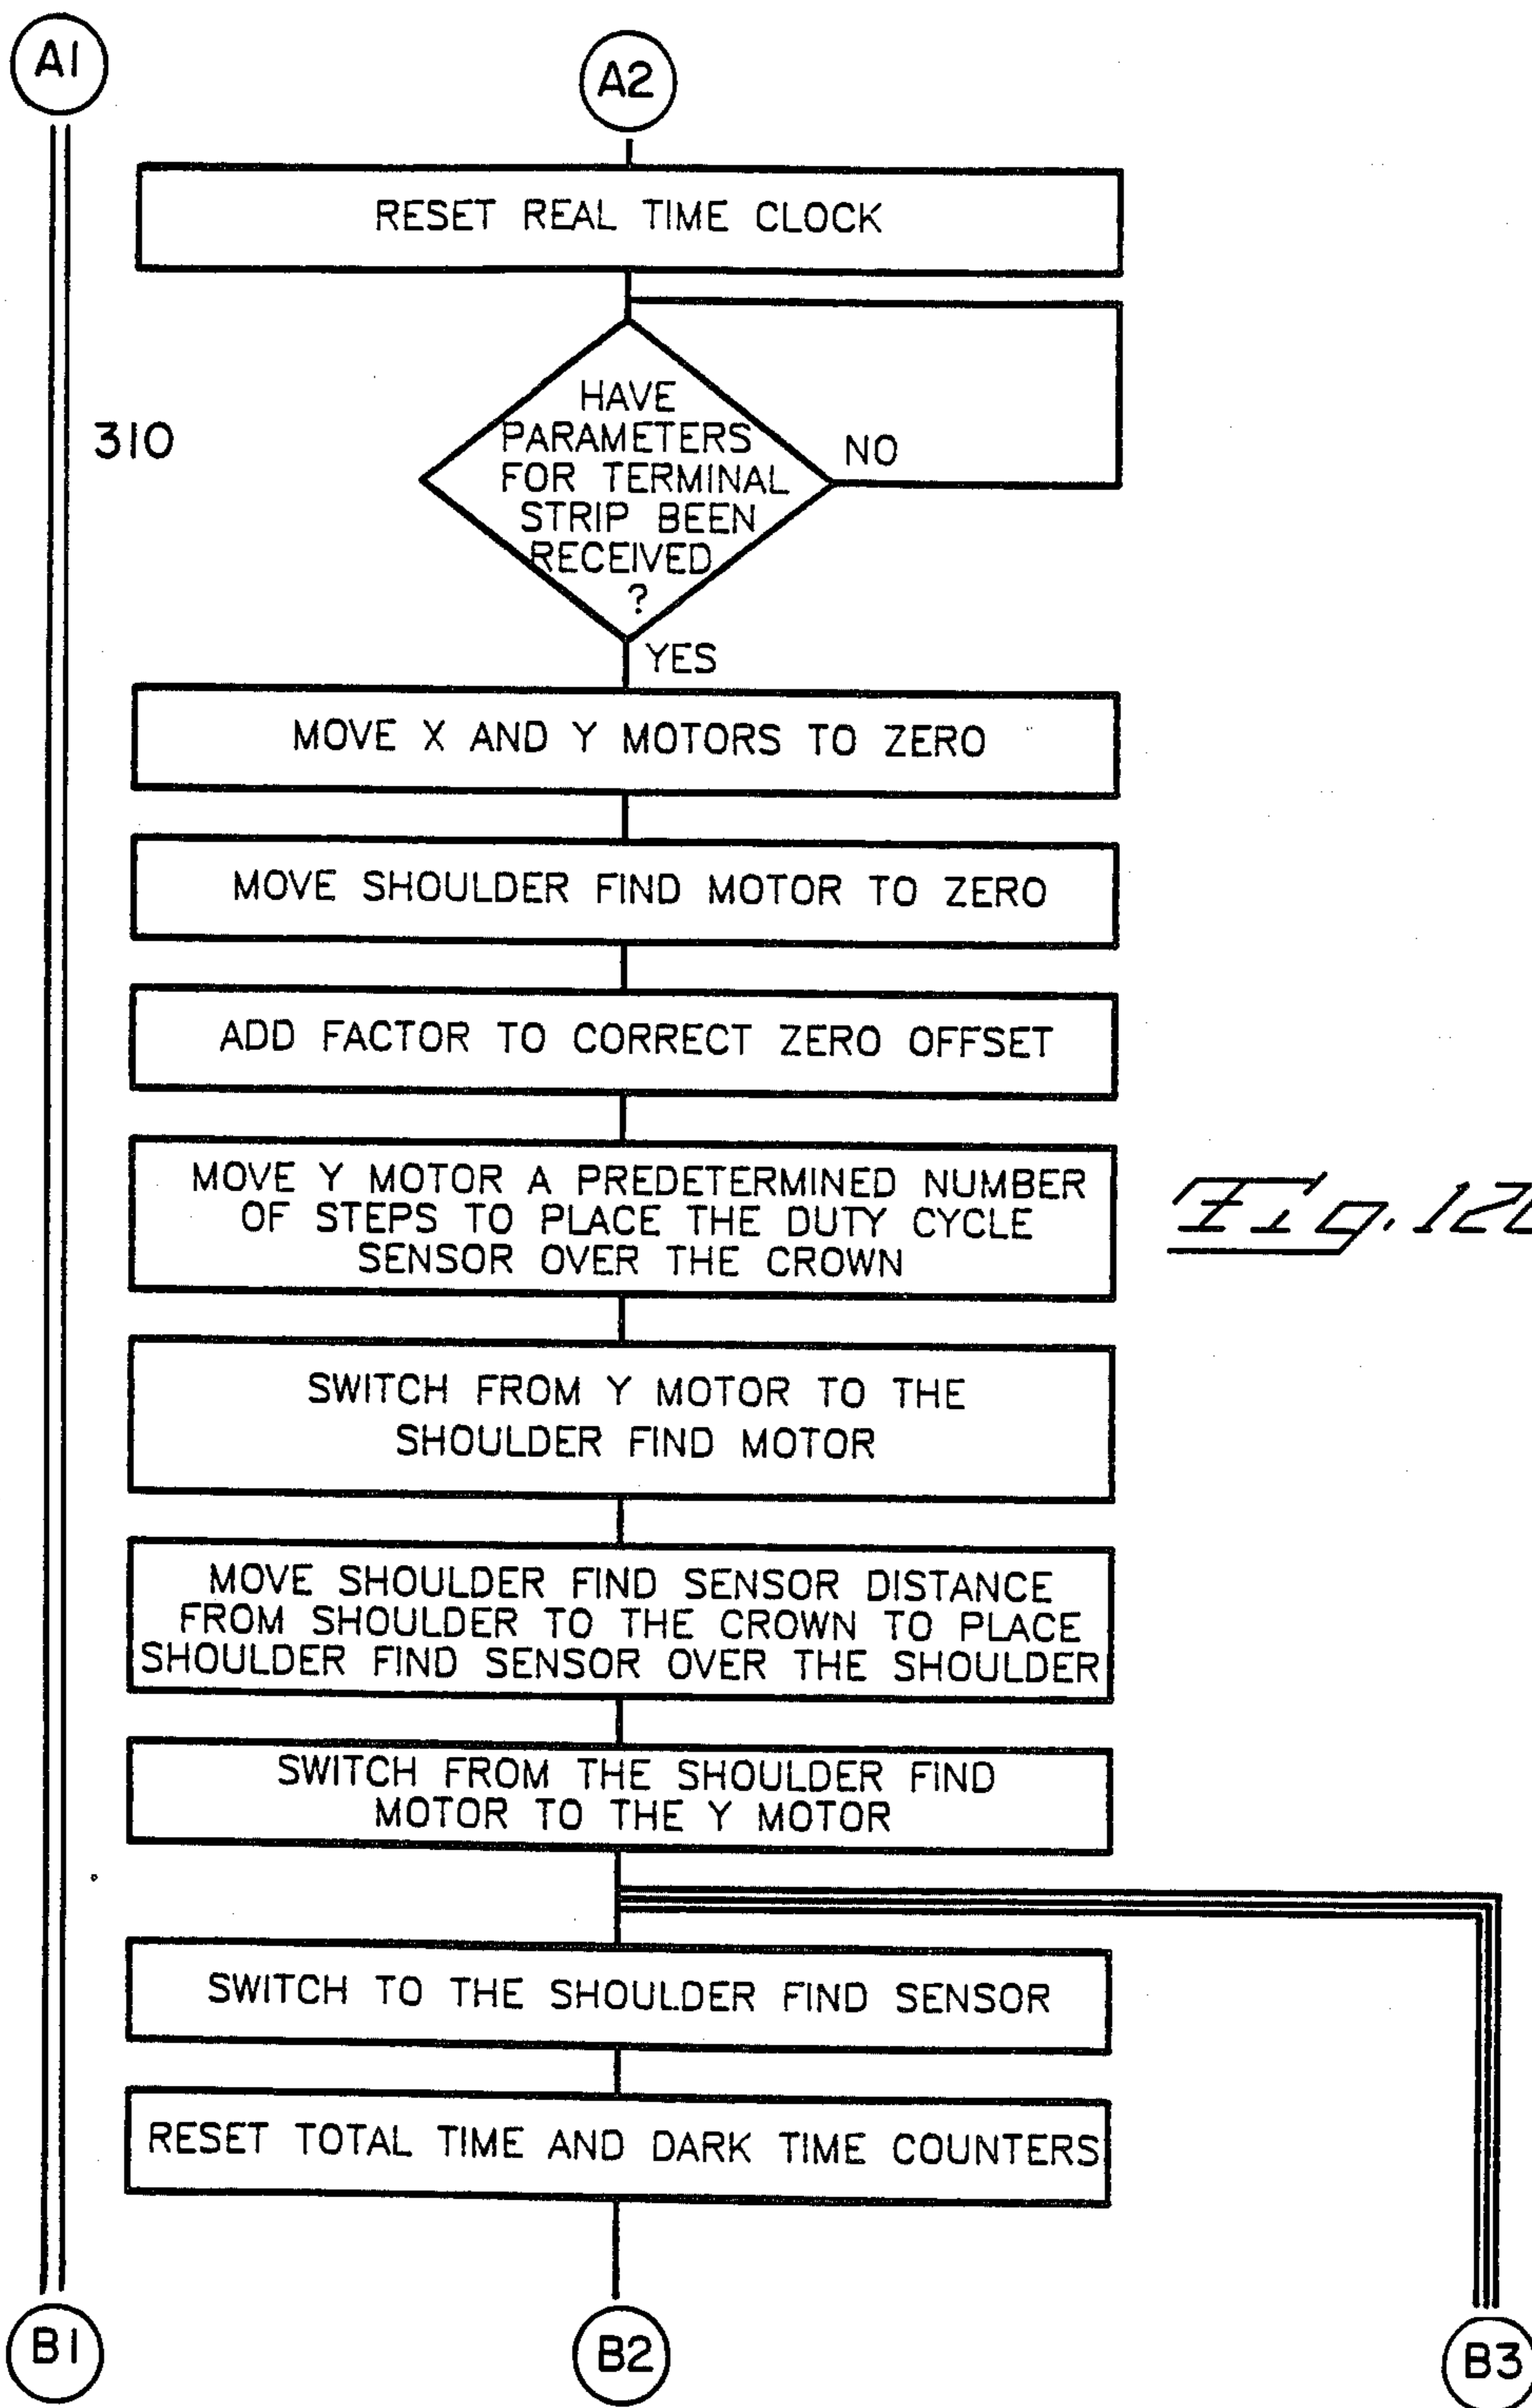 A1
A2
RESET REAL TIME CLOCK
310
HAVE
PARAMETERS
FOR TERMINAL
STRIP BEEN
RECEIVED
?
NO
YES
MOVE X AND Y MOTORS TO ZERO
MOVE SHOULDER FIND MOTOR TO ZERO
ADD FACTOR TO CORRECT ZERO OFFSET
MOVE Y MOTOR A PREDETERMINED NUMBER
OF STEPS TO PLACE THE DUTY CYCLE
SENSOR OVER THE CROWN
Fig. 12
SWITCH FROM Y MOTOR TO THE
SHOULDER FIND MOTOR
MOVE SHOULDER FIND SENSOR DISTANCE
FROM SHOULDER TO THE CROWN TO PLACE
SHOULDER FIND SENSOR OVER THE SHOULDER
SWITCH FROM THE SHOULDER FIND
MOTOR TO THE Y MOTOR
SWITCH TO THE SHOULDER FIND SENSOR
RESET TOTAL TIME AND DARK TIME COUNTERS
B1
B2
B3